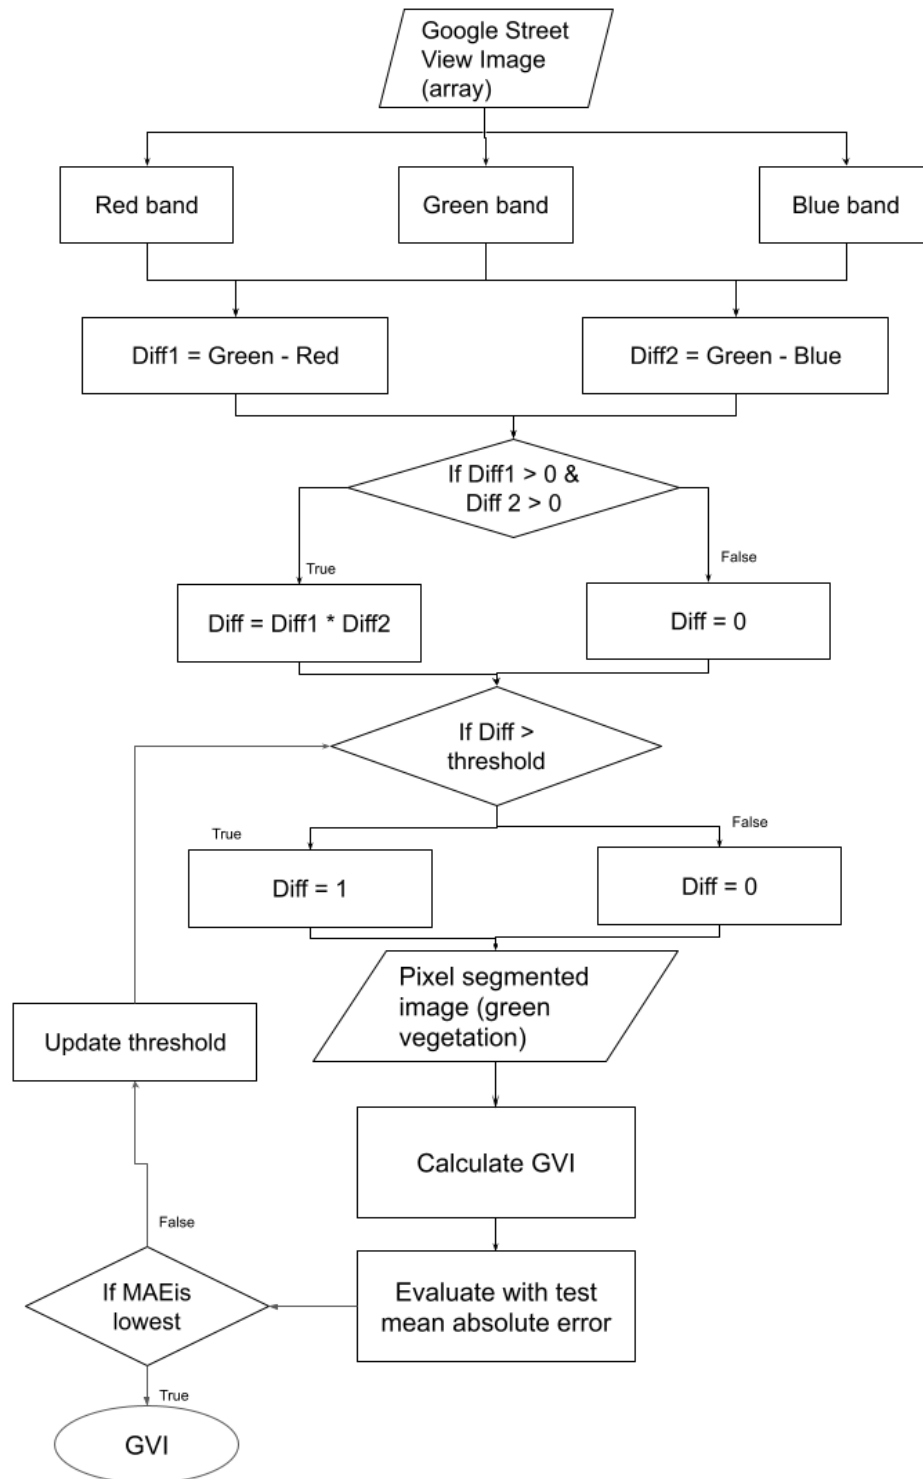 Google Street
View Image
(array)
Red band
Green band
Blue band
Diff1 = Green - Red
Diff2 = Green - Blue
If Diff1 > 0 &
Diff 2 > 0
True
False
Diff = Diff1 * Diff2
Diff = 0
If Diff >
threshold
True
False
Diff = 1
Diff = 0
Pixel segmented
image (green
vegetation)
Update threshold
Calculate GVI
False
Evaluate with test
mean absolute error
If MAEis
lowest
True
GVI